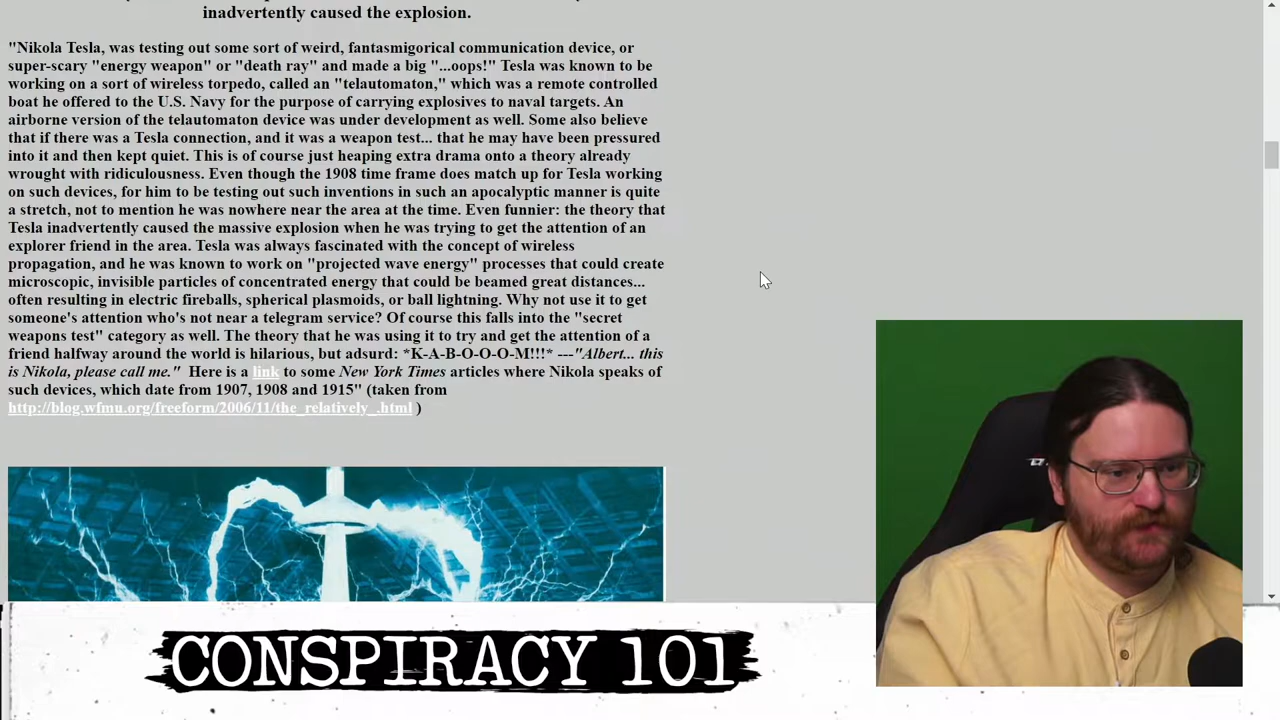 inadvertently caused the explosion.
"Nikola Tesla, was testing out some sort of weird, fantasmigorical communication device, or
super-scary "energy weapon" or "death ray" and made a big "...oops!" Tesla was known to be
working on a sort of wireless torpedo, called an "telautomaton," which was a remote controlled
boat he offered to the U.S. Navy for the purpose of carrying explosives to naval targets. An
airborne version of the telautomaton device was under development as well. Some also believe
that if there was a Tesla connection, and it was a weapon test... that he may have been pressured
into it and then kept quiet. This is of course just heaping extra drama onto a theory already
wrought with ridiculousness. Even though the 1908 time frame does match up for Tesla working
on such devices, for him to be testing out such inventions in such an apocalyptic manner is quite
a stretch, not to mention he was nowhere near the area at the time. Even funnier: the theory that
Tesla inadvertently caused the massive explosion when he was trying to get the attention of an
explorer friend in the area. Tesla was always fascinated with the concept of wireless
propagation, and he was known to work on "projected wave energy" processes that could create
microscopic, invisible particles of concentrated energy that could be beamed great distances...
often resulting in electric fireballs, spherical plasmoids, or ball lightning. Why not use it to get
someone's attention who's not near a telegram service? Of course this falls into the "secret
weapons test" category as well. The theory that he was using it to try and get the attention of a
friend halfway around the world is hilarious, but adsurd: *K-A-B-O-O-O-M!!!* ---"Albert... this
is Nikola, please call me." Here is a link to some New York Times articles where Nikola speaks of
such devices, which date from 1907, 1908 and 1915" (taken from
http://blog.wfmu.org/freeform/2006/11/the_relatively_.html )
CONSPIRACY 101